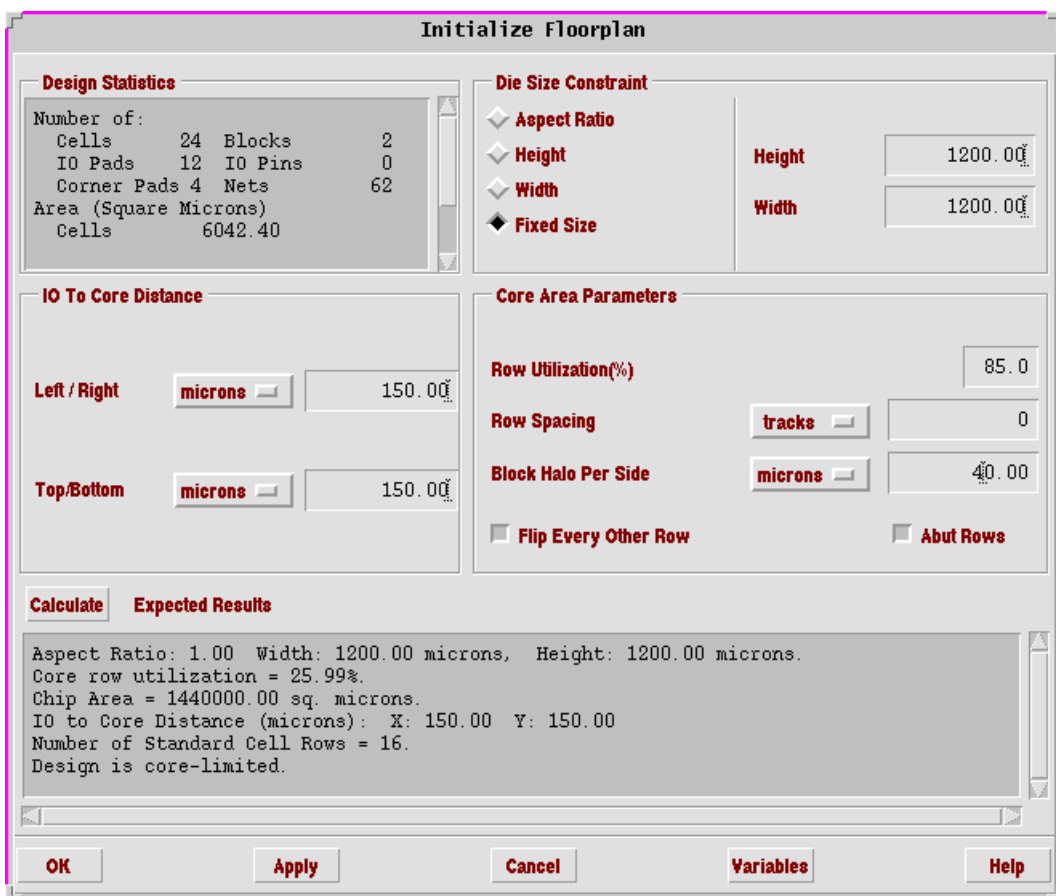 Initialize Floorplan
Design Statistics
Number of:
Cells 24 Blocks 2
IO Pads 12 IO Pins 0
Corner Pads 4 Nets 62
Area (Square Microns)
Cells 6042.40
Die Size Constraint
Aspect Ratio
Height
Width
Fixed Size
Height 1200.00
Width 1200.00
IO To Core Distance
Left / Right microns 150.00
Top/Bottom microns 150.00
Core Area Parameters
Row Utilization(%) 85.0
Row Spacing tracks 0
Block Halo Per Side microns 40.00
Flip Every Other Row Abut Rows
Calculate Expected Results
Aspect Ratio: 1.00 Width: 1200.00 microns, Height: 1200.00 microns.
Core row utilization = 25.99%.
Chip Area = 1440000.00 sq. microns.
IO to Core Distance (microns): X: 150.00 Y: 150.00
Number of Standard Cell Rows = 16.
Design is core-limited.
OK Apply Cancel Variables Help